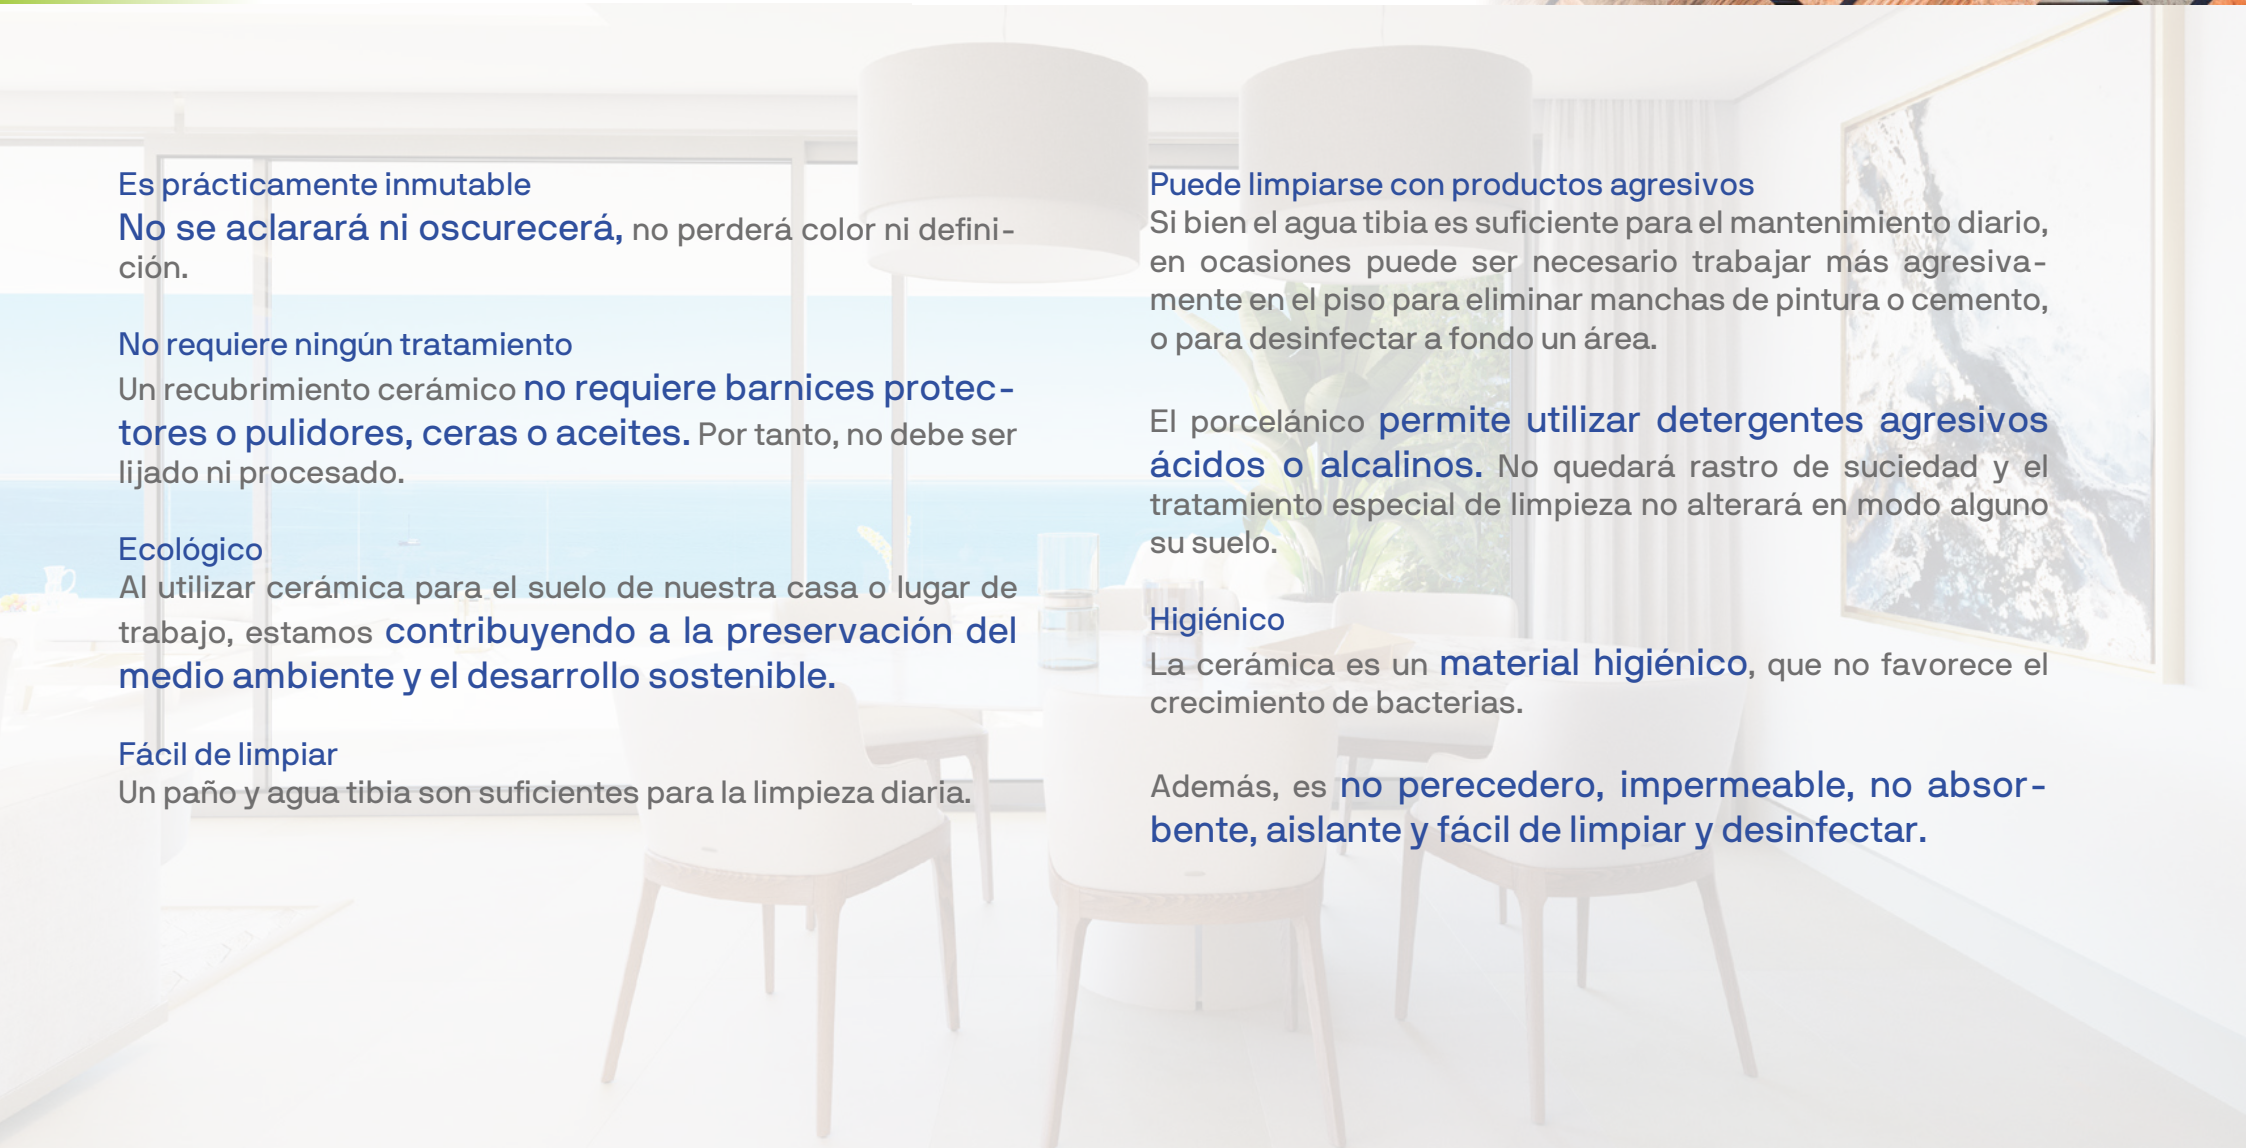 Es prácticamente inmutable
No se aclarará ni oscurecerá, no perderá color ni defini-
ción.
No requiere ningún tratamiento
Un recubrimiento cerámico no requiere barnices protec-
tores o pulidores, ceras o aceites. Por tanto, no debe ser
lijado ni procesado.
Ecológico
Al utilizar cerámica para el suelo de nuestra casa o lugar de
trabajo, estamos contribuyendo a la preservación del
medio ambiente y el desarrollo sostenible.
Fácil de limpiar
Un paño y agua tibia son suficientes para la limpieza diaria.
Puede limpiarse con productos agresivos
Si bien el agua tibia es suficiente para el mantenimiento diario,
en ocasiones puede ser necesario trabajar más agresiva-
mente en el piso para eliminar manchas de pintura o cemento,
o para desinfectar a fondo un área.
El porcelánico permite utilizar detergentes agresivos
ácidos o alcalinos. No quedará rastro de suciedad y el
tratamiento especial de limpieza no alterará en modo alguno
su suelo.
Higiénico
La cerámica es un material higiénico, que no favorece el
crecimiento de bacterias.
Además, es no perecedero, impermeable, no absor-
bente, aislante y fácil de limpiar y desinfectar.